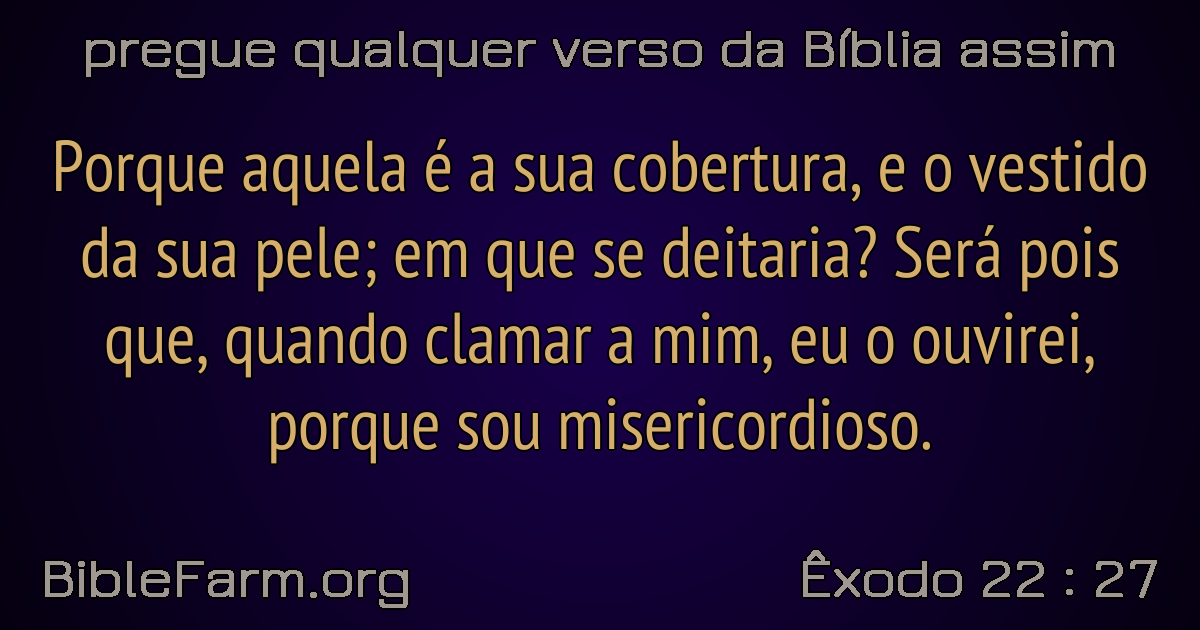 pregue qualquer verso da Bíblia assim
Porque aquela é a sua cobertura, e o vestido
da sua pele; em que se deitaria? Será pois
que, quando clamar a mim, eu o ouvirei,
porque sou misericordioso.
BibleFarm.org
Êxodo 22 : 27